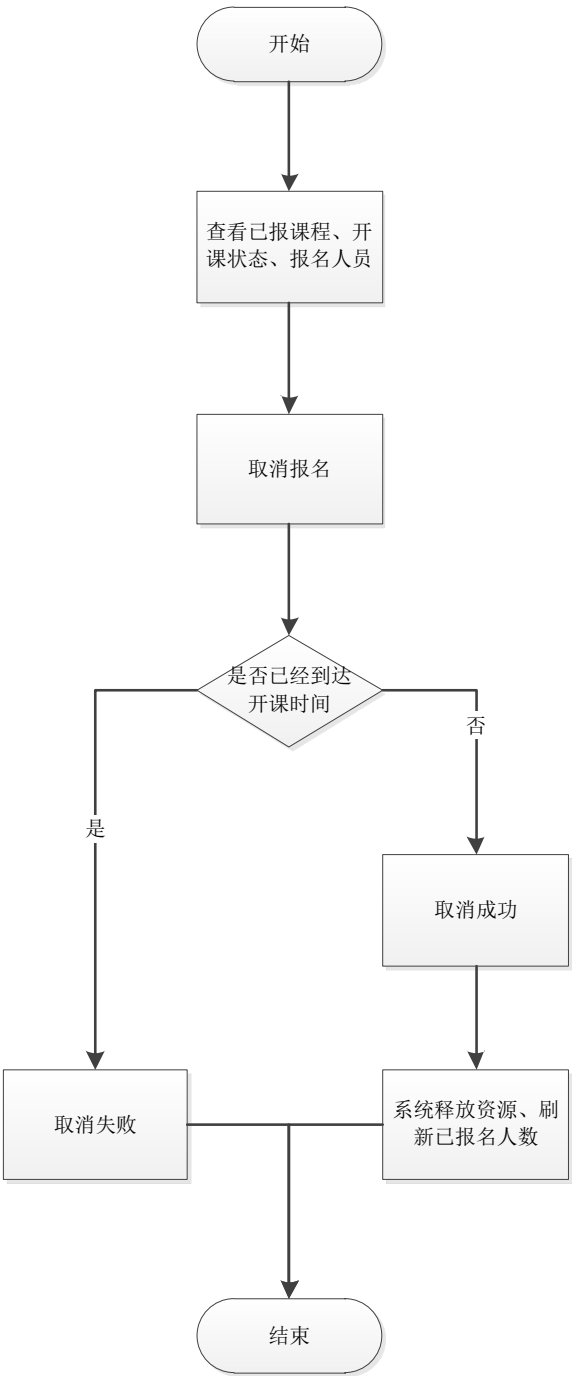 开始
查看已报课程、开
课状态、报名人员
取消报名
是否已经到达
开课时间
否
是
取消成功
取消失败
系统释放资源、刷
新已报名人数
结束